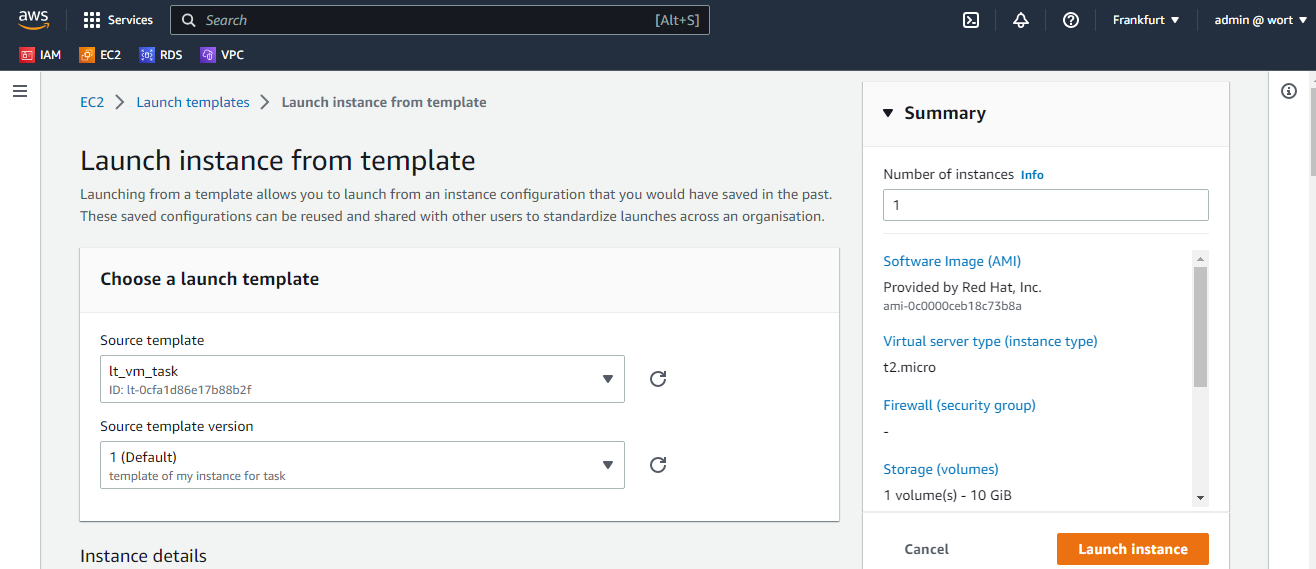 aws
Services
Search
[Alt+S]
Frankfurt
admin @ wort
IAM
EC2
RDS
VPC
EC2
Launch templates
Launch instance from template
Launch instance from template
Launching from a template allows you to launch from an instance configuration that you would have saved in the past.
These saved configurations can be reused and shared with other users to standardize launches across an organisation.
Choose a launch template
Source template
lt_vm_task
ID: lt-0cfa1d86e17b88b2f
Source template version
1 (Default)
template of my instance for task
Instance details
Summary
Number of instances Info
1
Software Image (AMI)
Provided by Red Hat, Inc.
ami-0c0000ceb18c73b8a
Virtual server type (instance type)
t2.micro
Firewall (security group)
-
Storage (volumes)
1 volume(s) - 10 GiB
Cancel
Launch instance